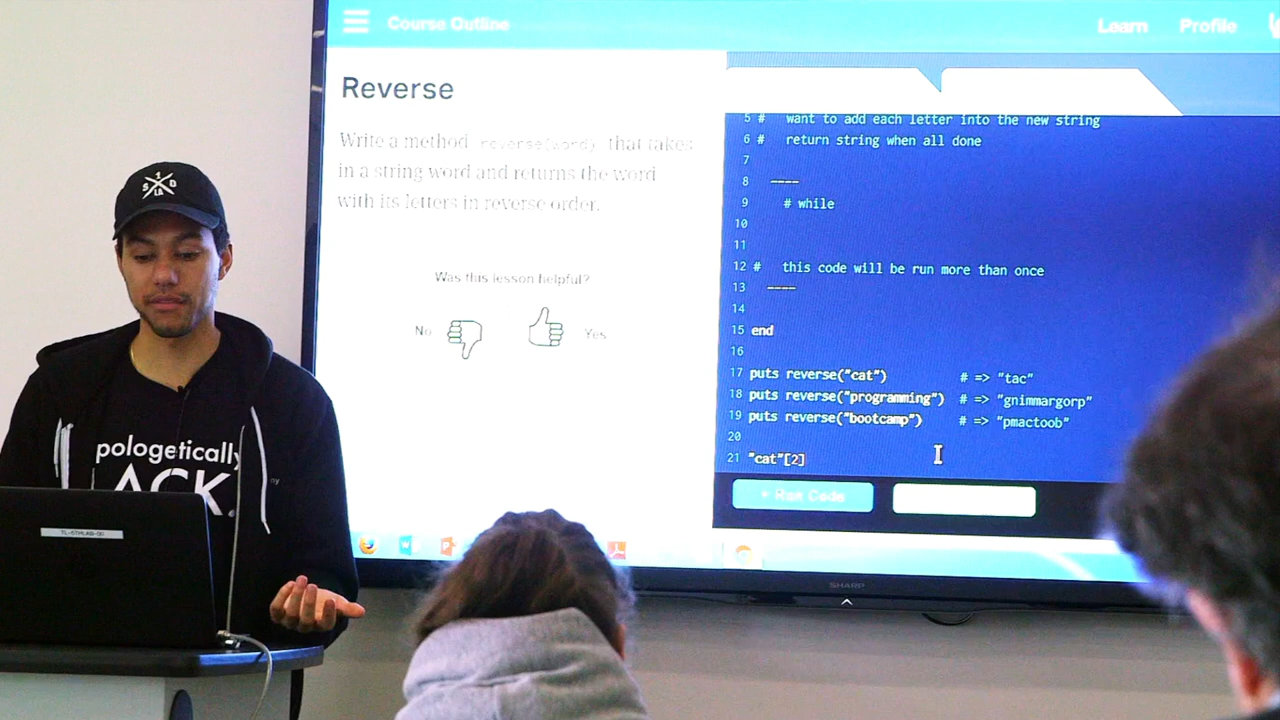 Course Outline
Learn
Profile
Reverse
Write a method reverse(word) that takes
in a string word and returns the word
with its letters in reverse order.
Was this lesson helpful?
No
Yes
5 # want to add each letter into the new string
6 # return string when all done
7
8 ----
9 # while
10
11
12 # this code will be run more than once
13 ----
14
15 end
16
17 puts reverse("cat") # => "tac"
18 puts reverse("programming") # => "gnimmargorp"
19 puts reverse("bootcamp") # => "pmactoob"
20
21 "cat"[2]
Run Code
SHARP
1
S D
LA
pologetically
ACK.